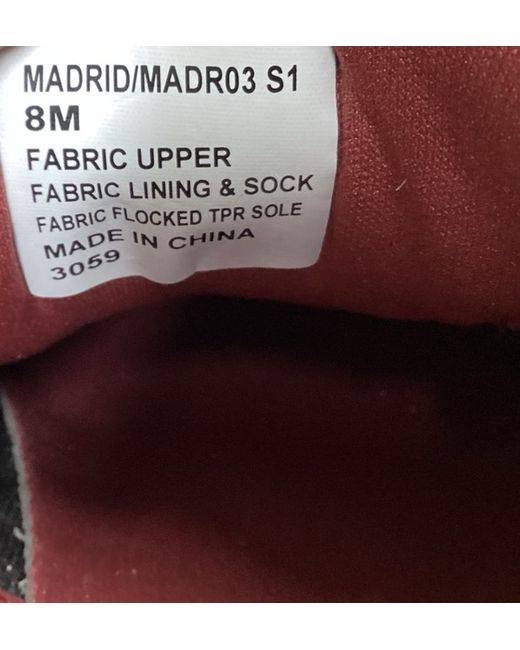 MADRID/MADR03 S1
8M
FABRIC UPPER
FABRIC LINING & SOCK
FABRIC FLOCKED TPR SOLE
MADE IN CHINA
3059